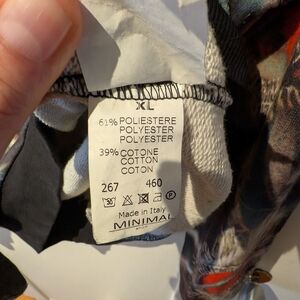 XL
61% POLIESTERE
POLYESTER
POLYESTER
39% COTONE
COTTON
COTON
267 460
Made in Italy
MINIMAL